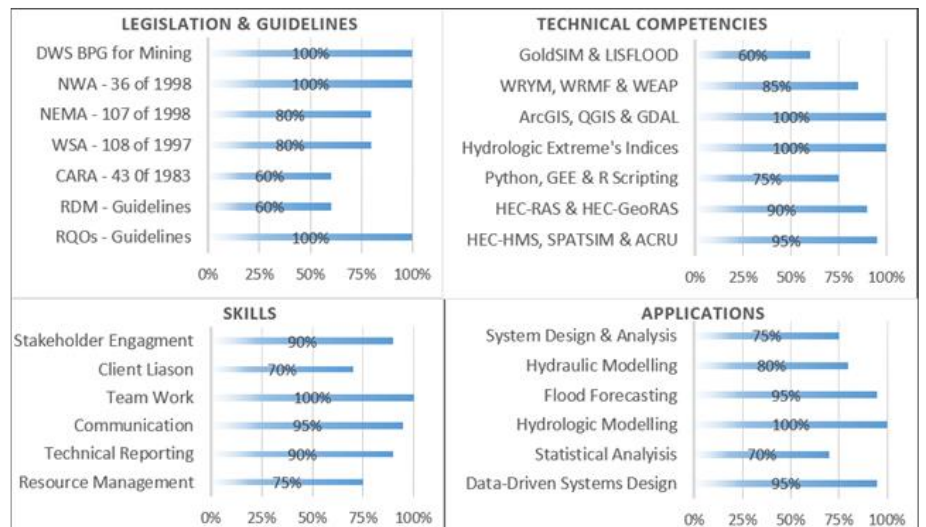 LEGISLATION & GUIDELINES
DWS BPG for Mining 100%
NWA - 36 of 1998 100%
NEMA - 107 of 1998 80%
WSA - 108 of 1997 80%
CARA - 43 0f 1983 60%
RDM - Guidelines 60%
RQOs - Guidelines 100%
0% 25% 50% 75% 100%
TECHNICAL COMPETENCIES
GoldSIM & LISFLOOD 60%
WRYM, WRMF & WEAP 85%
ArcGIS, QGIS & GDAL 100%
Hydrologic Extreme's Indices 100%
Python, GEE & R Scripting 75%
HEC-RAS & HEC-GeoRAS 90%
HEC-HMS, SPATSIM & ACRU 95%
0% 25% 50% 75% 100%
SKILLS
Stakeholder Engagment 90%
Client Liason 70%
Team Work 100%
Communication 95%
Technical Reporting 90%
Resource Management 75%
0% 25% 50% 75% 100%
APPLICATIONS
System Design & Analysis 75%
Hydraulic Modelling 80%
Flood Forecasting 95%
Hydrologic Modelling 100%
Statistical Analyisis 70%
Data-Driven Systems Design 95%
0% 25% 50% 75% 100%